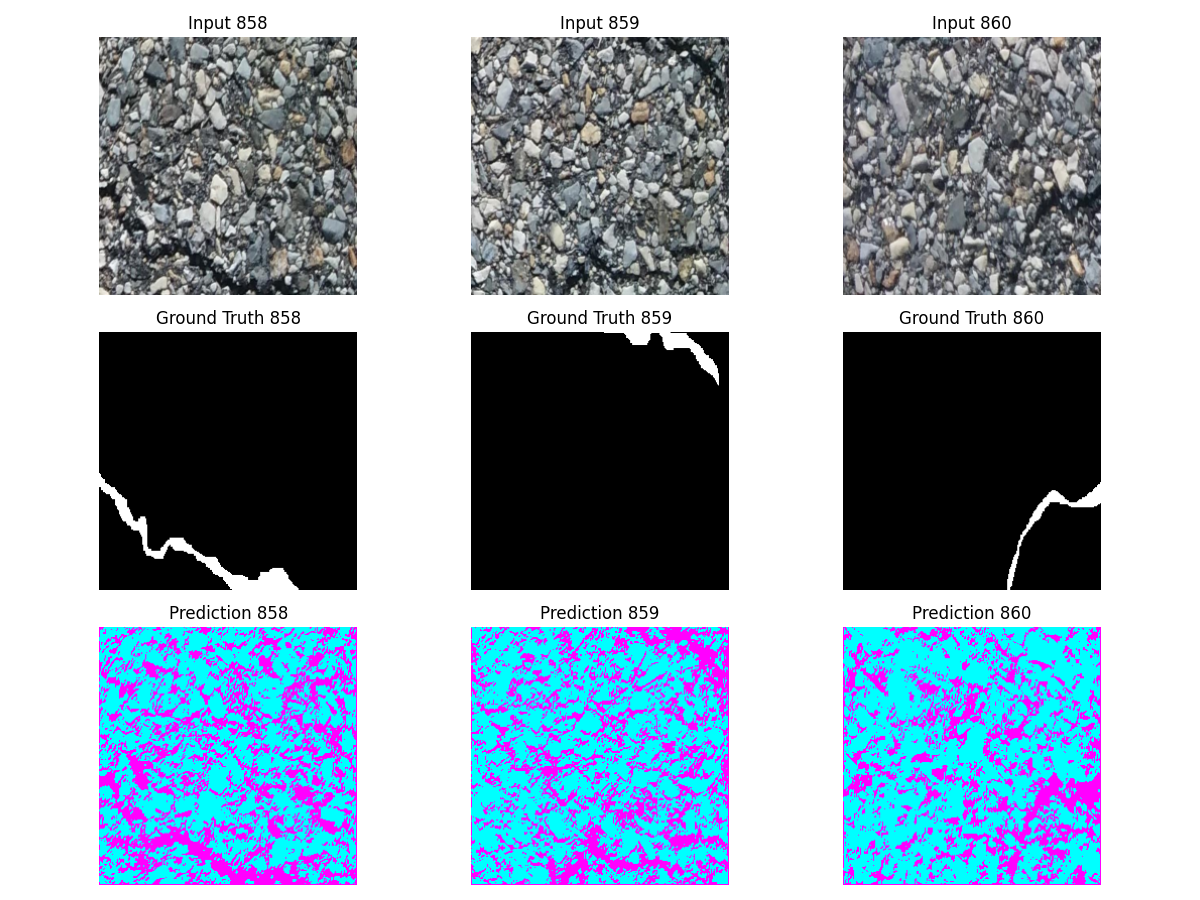 Input 858
Input 859
Input 860
Ground Truth 858
Ground Truth 859
Ground Truth 860
Prediction 858
Prediction 859
Prediction 860